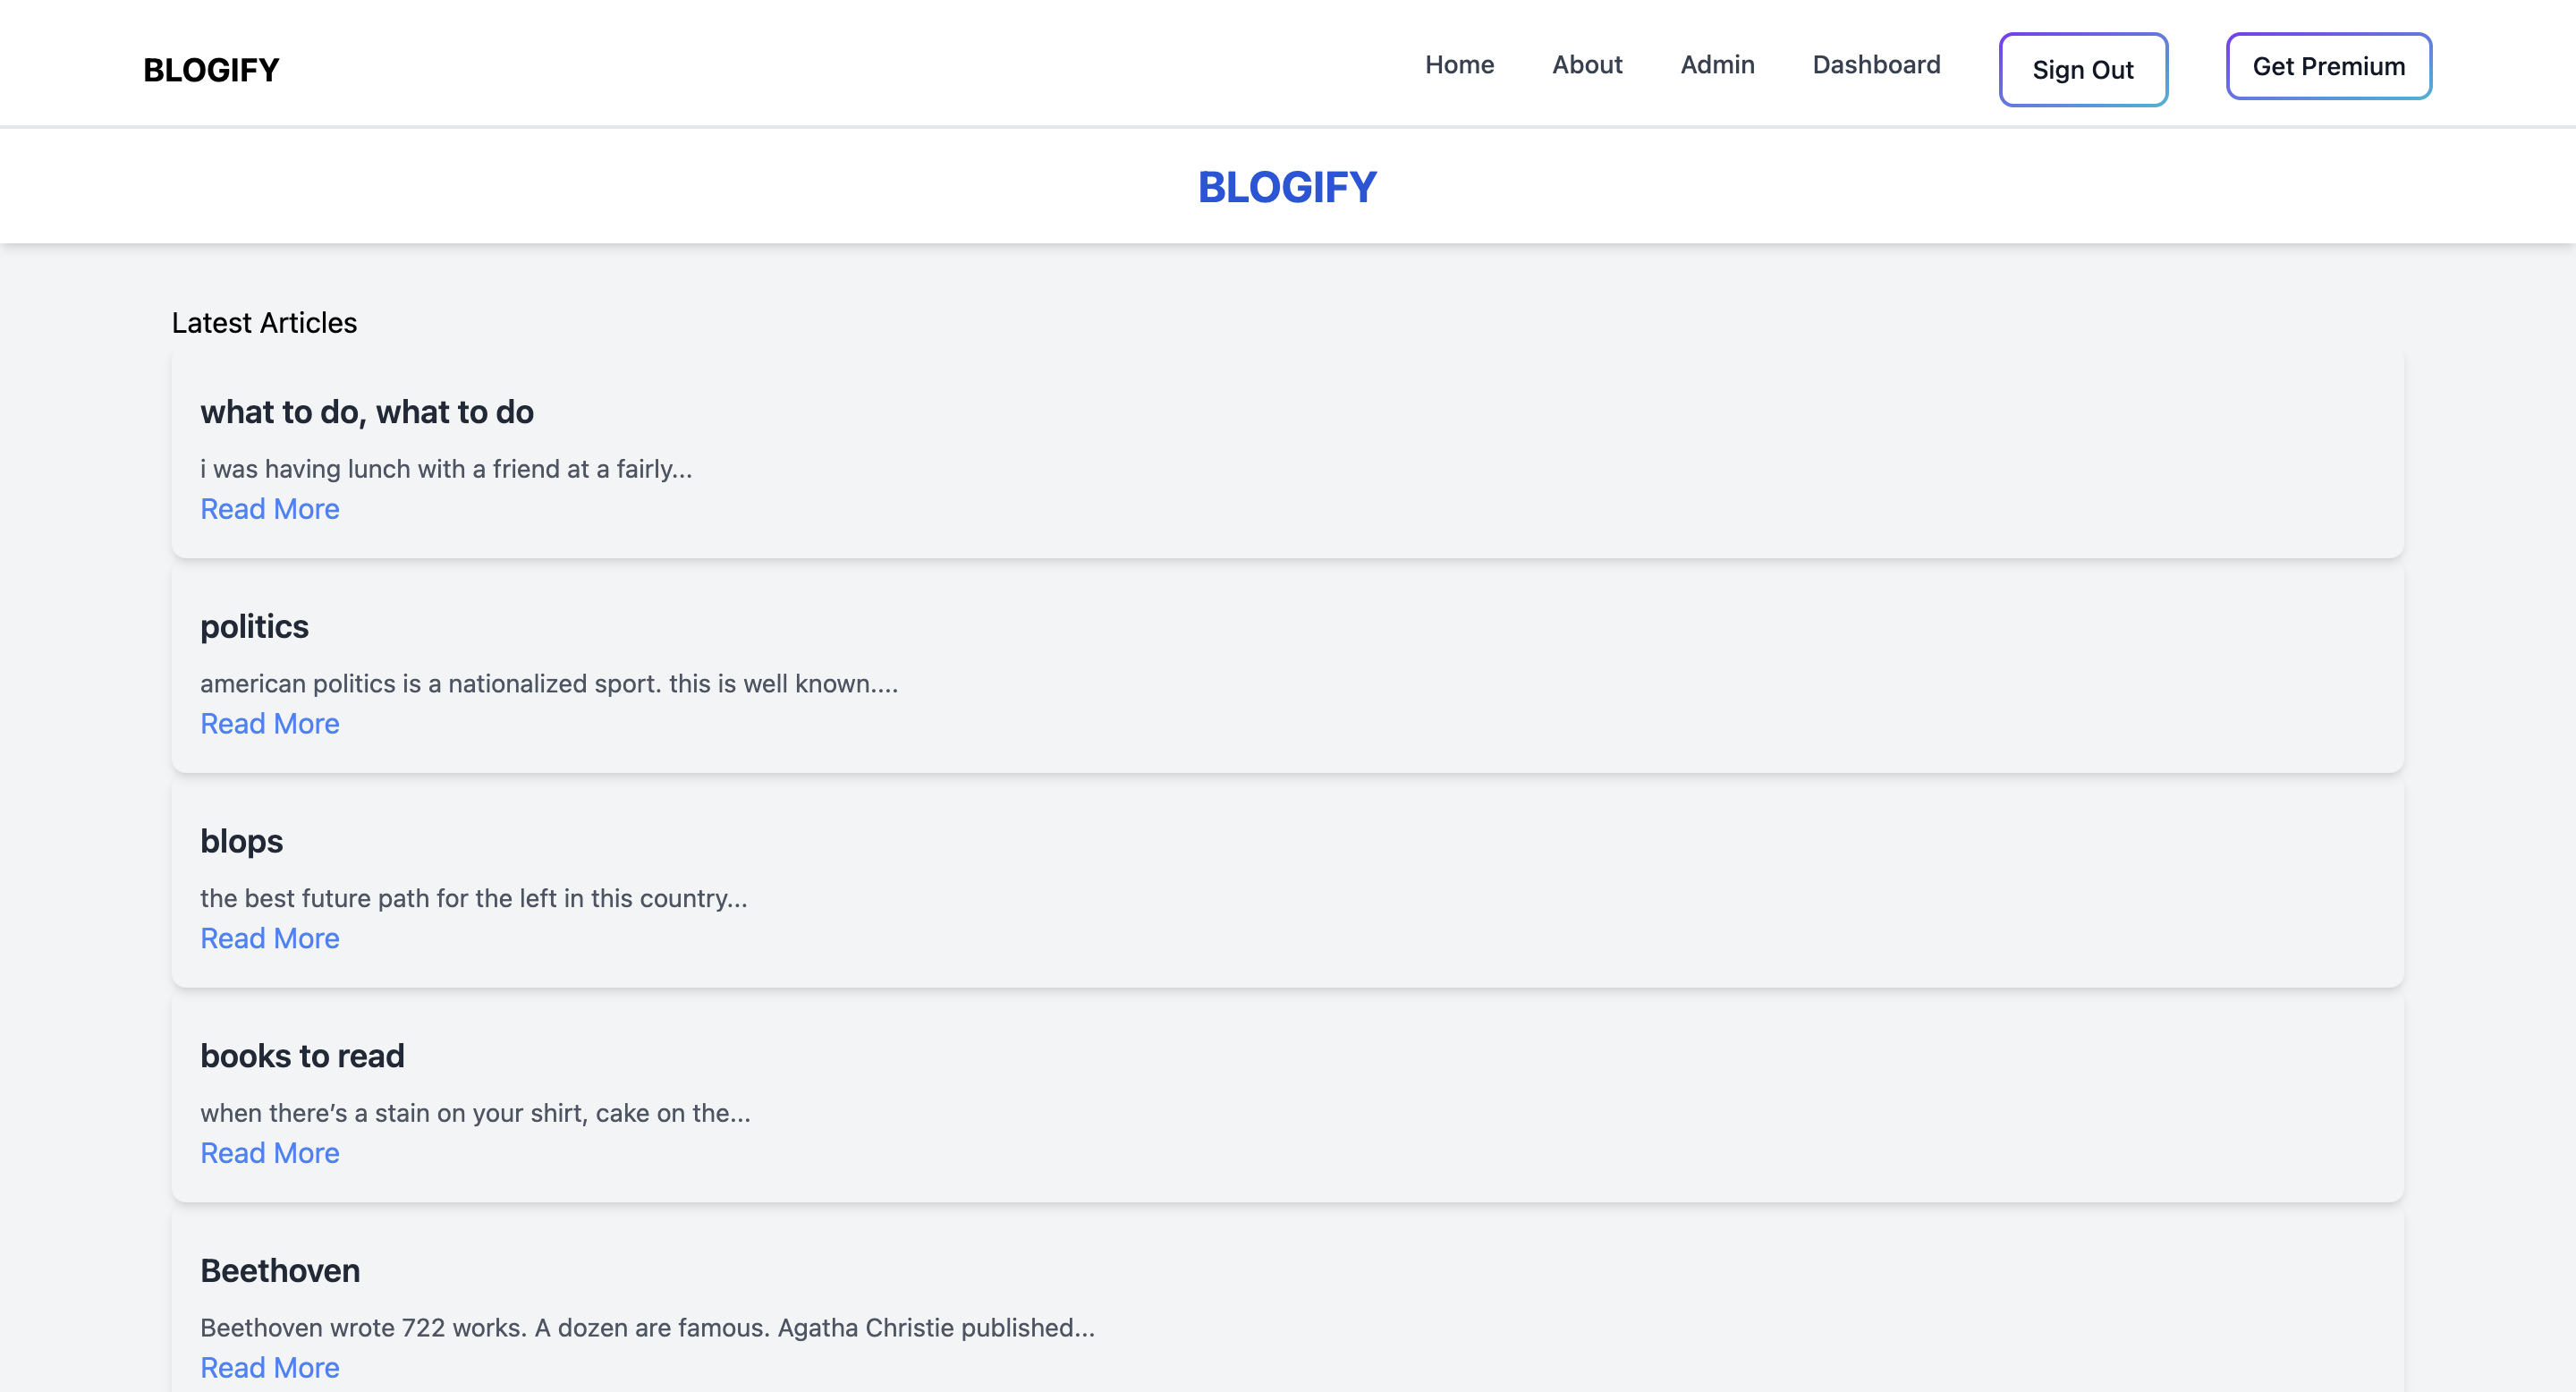 BLOGIFY Home About Admin Dashboard Sign Out Get Premium
BLOGIFY
Latest Articles
what to do, what to do
i was having lunch with a friend at a fairly...
Read More
politics
american politics is a nationalized sport. this is well known....
Read More
blops
the best future path for the left in this country...
Read More
books to read
when there’s a stain on your shirt, cake on the...
Read More
Beethoven
Beethoven wrote 722 works. A dozen are famous. Agatha Christie published...
Read More